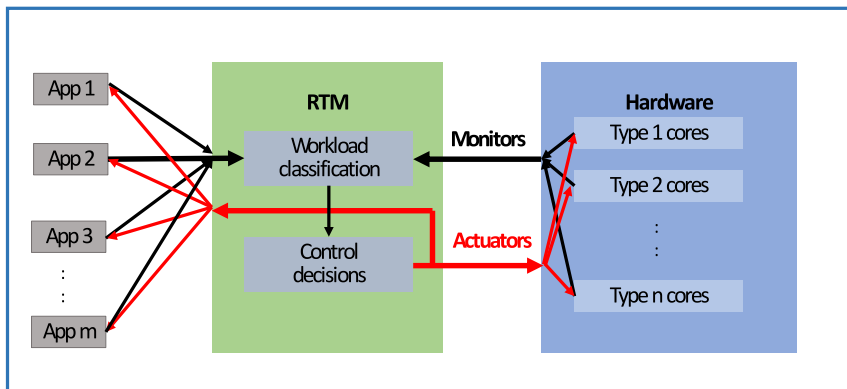 App 1
App 2
App 3
:
:
App m
RTM
Workload
classification
Control
decisions
Monitors
Actuators
Hardware
Type 1 cores
Type 2 cores
:
:
Type n cores